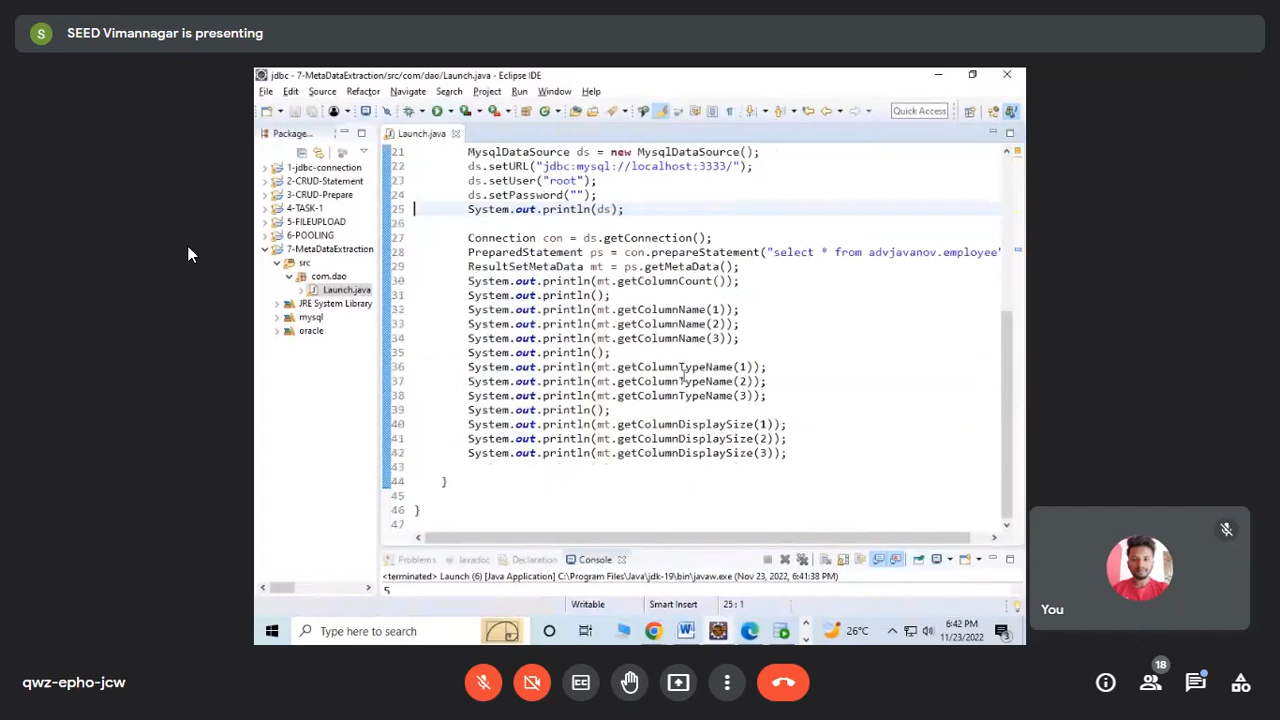 S
SEED Vimannagar is presenting
jdbc - 7-MetaDataExtraction/src/com/dao/Launch.java - Eclipse IDE
File Edit Source Refactor Navigate Search Project Run Window Help
Quick Access
Package...
Launch.java
1-jdbc-connection
2-CRUD-Statement
3-CRUD-Prepare
4-TASK-1
5-FILEUPLOAD
6-POOLING
7-MetaDataExtraction
src
com.dao
Launch.java
JRE System Library
mysql
oracle
21 MysqlDataSource ds = new MysqlDataSource();
22 ds.setURL("jdbc:mysql://localhost:3333/");
23 ds.setUser("root");
24 ds.setPassword("");
25 System.out.println(ds);
26
27 Connection con = ds.getConnection();
28 PreparedStatement ps = con.prepareStatement("select * from advjavanov.employee"
29 ResultSetMetaData mt = ps.getMetaData();
30 System.out.println(mt.getColumnCount());
31 System.out.println();
32 System.out.println(mt.getColumnName(1));
33 System.out.println(mt.getColumnName(2));
34 System.out.println(mt.getColumnName(3));
35 System.out.println();
36 System.out.println(mt.getColumnTypeName(1));
37 System.out.println(mt.getColumnTypeName(2));
38 System.out.println(mt.getColumnTypeName(3));
39 System.out.println();
40 System.out.println(mt.getColumnDisplaySize(1));
41 System.out.println(mt.getColumnDisplaySize(2));
42 System.out.println(mt.getColumnDisplaySize(3));
43
44 }
45
46 }
47
Problems Javadoc Declaration Console
<terminated> Launch (6) [Java Application] C:\Program Files\Java\jdk-19\bin\javaw.exe (Nov 23, 2022, 6:41:38 PM)
5
Writable Smart Insert 25 : 1
Type here to search
26°C
6:42 PM
11/23/2022
3
You
qwz-epho-jcw
18